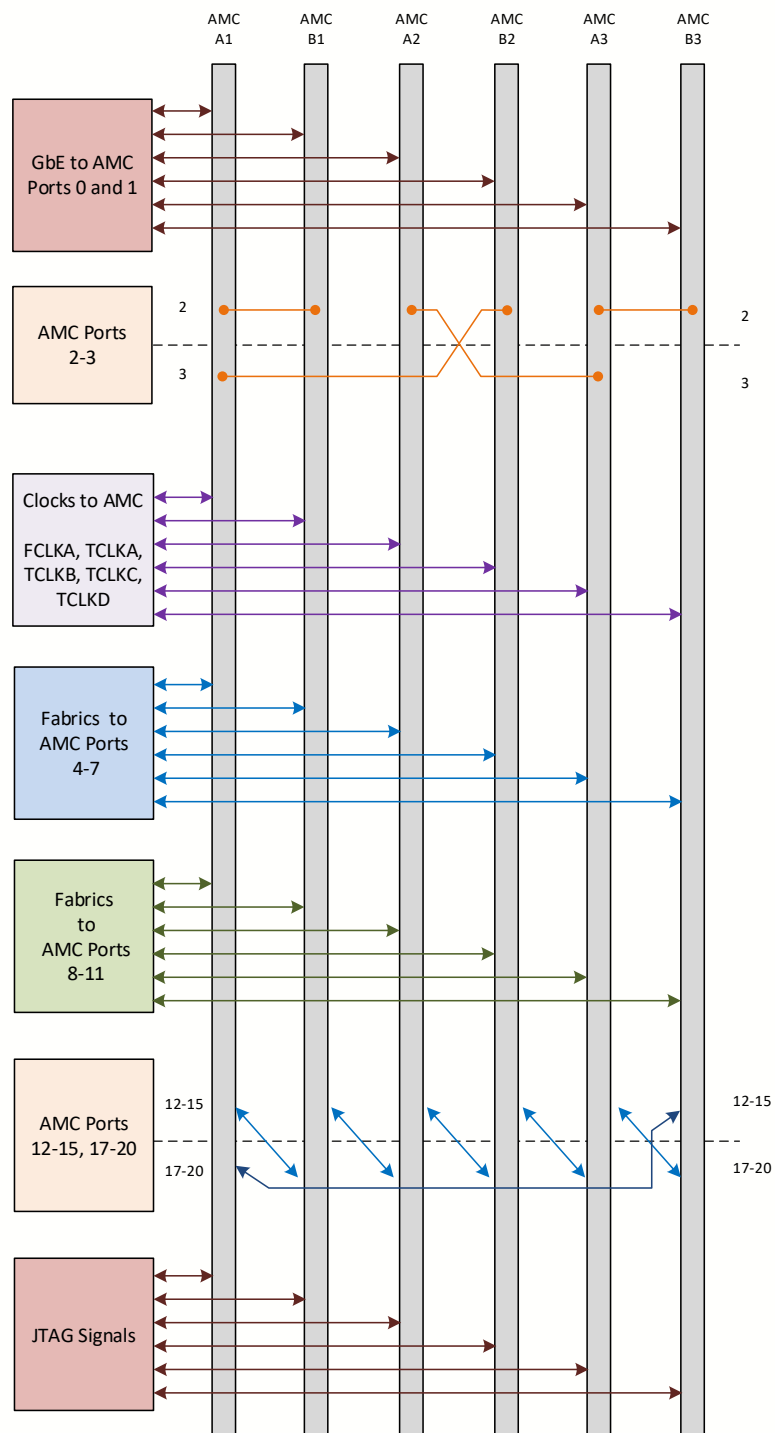 AMC
A1
AMC
B1
AMC
A2
AMC
B2
AMC
A3
AMC
B3
GbE to AMC
Ports 0 and 1
AMC Ports
2-3
2
3
2
3
Clocks to AMC
FCLKA, TCLKA,
TCLKB, TCLKC,
TCLKD
Fabrics to
AMC Ports
4-7
Fabrics
to
AMC Ports
8-11
AMC Ports
12-15, 17-20
12-15
17-20
12-15
17-20
JTAG Signals